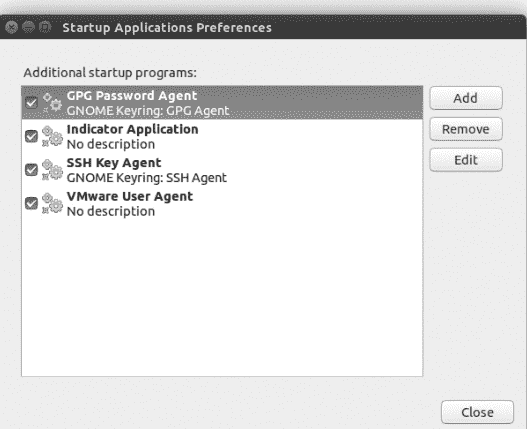 Startup Applications Preferences
Additional startup programs:
GPG Password Agent
GNOME Keyring: GPG Agent
Indicator Application
No description
SSH Key Agent
GNOME Keyring: SSH Agent
VMware User Agent
No description
Add
Remove
Edit
Close